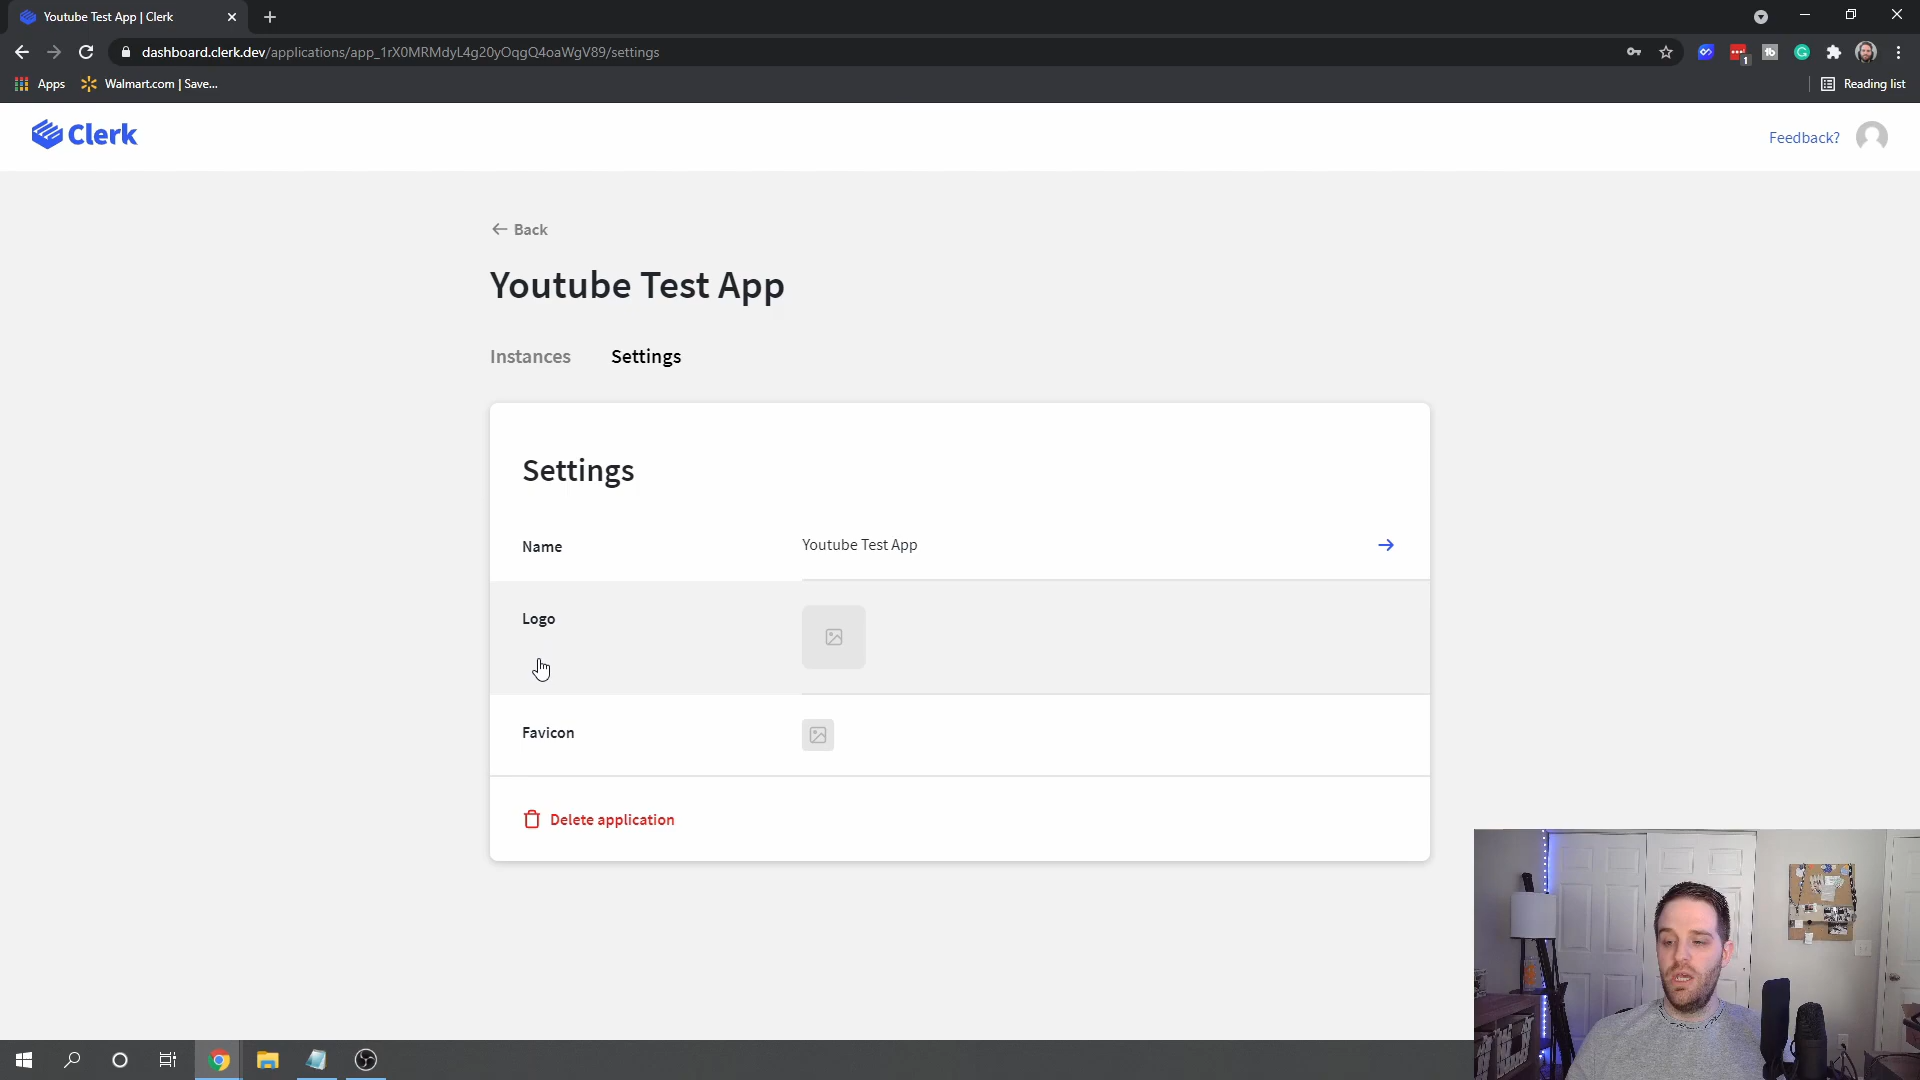 Youtube Test App | Clerk
dashboard.clerk.dev/applications/app_1rX0MRMdyL4g20yOqgQ4oaWgV89/settings
1
Apps
Walmart.com | Save...
Reading list
Clerk
Feedback?
Back
Youtube Test App
Instances
Settings
Settings
Name
Youtube Test App
Logo
Favicon
Delete application